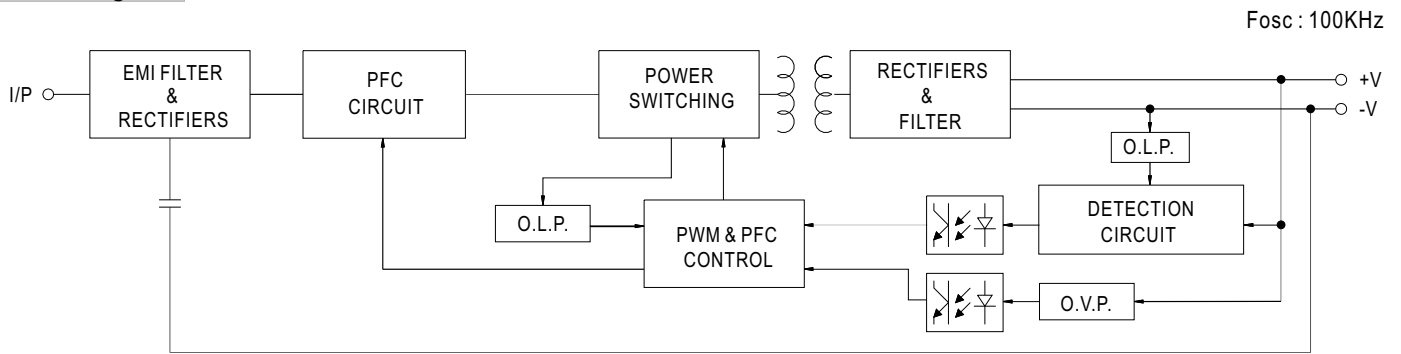 Fosc : 100KHz
I/P
EMI FILTER
&
RECTIFIERS
PFC
CIRCUIT
POWER
SWITCHING
RECTIFIERS
&
FILTER
+V
-V
O.L.P.
O.L.P.
PWM & PFC
CONTROL
DETECTION
CIRCUIT
O.V.P.